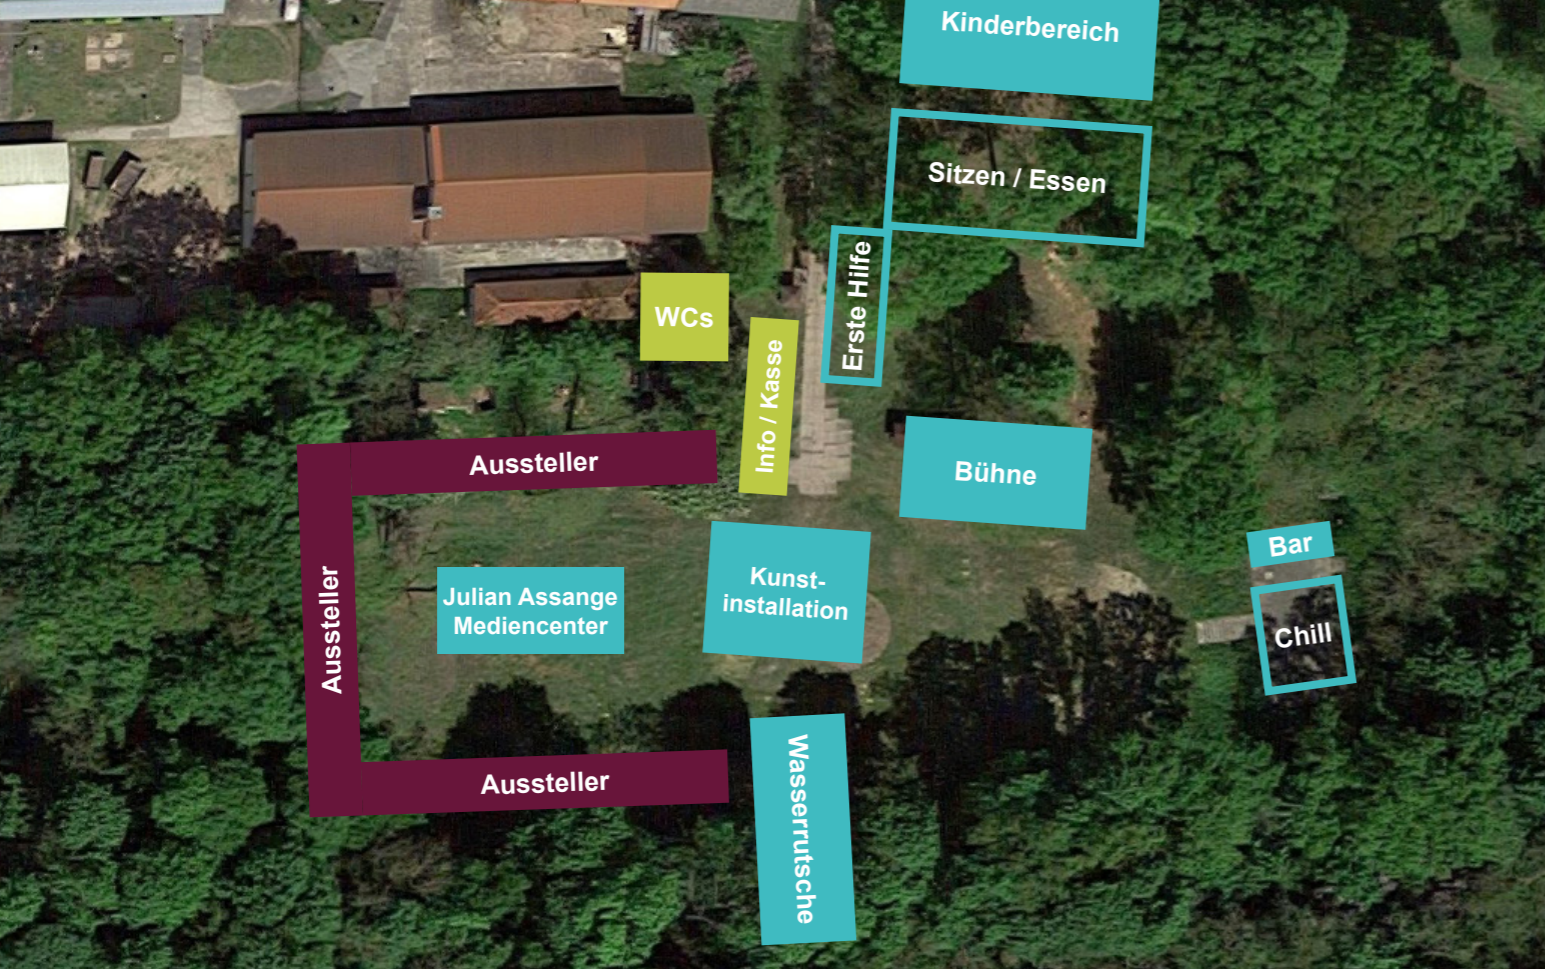 Kinderbereich
Sitzen / Essen
Erste Hilfe
WCs
Info / Kasse
Aussteller
Bühne
Bar
Kunst-
installation
Julian Assange
Mediencenter
Aussteller
Chill
Aussteller
Wasserrutsche